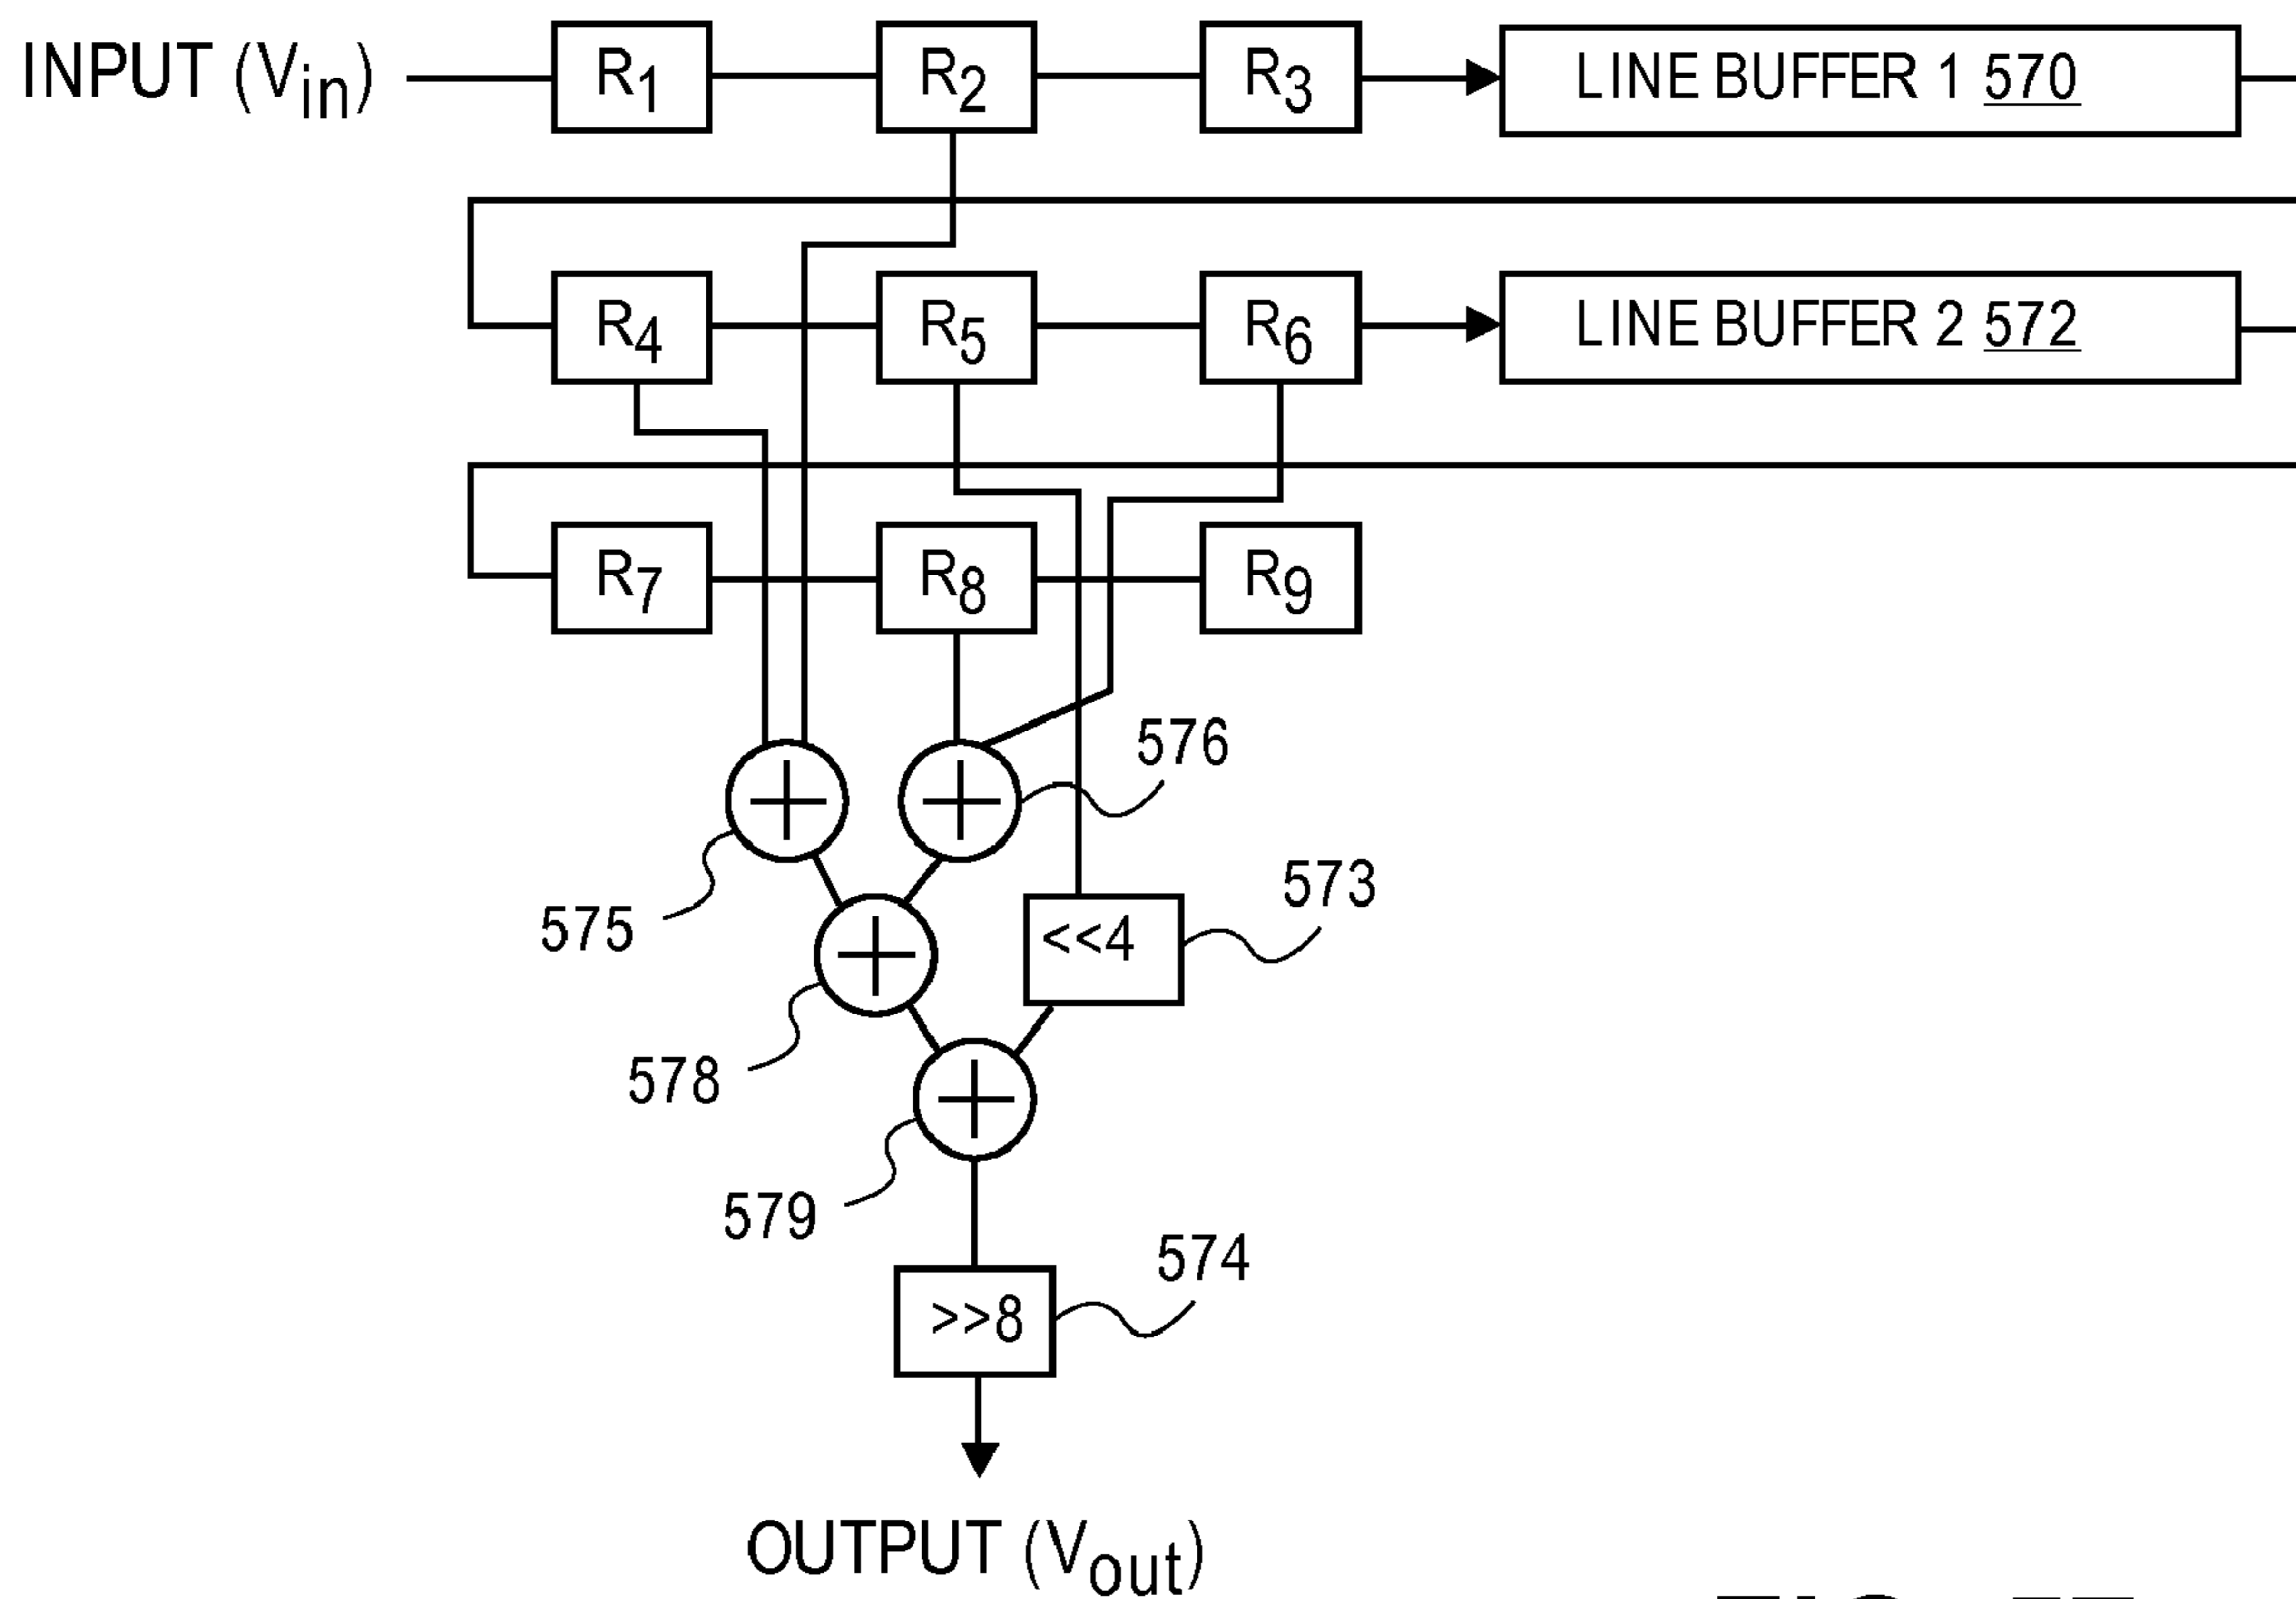 INPUT (Vin)
R1
R2
R3
LINE BUFFER 1 570
R4
R5
R6
LINE BUFFER 2 572
R7
R8
R9
576
573
575
<<4
578
579
574
>>8
OUTPUT (Vout)